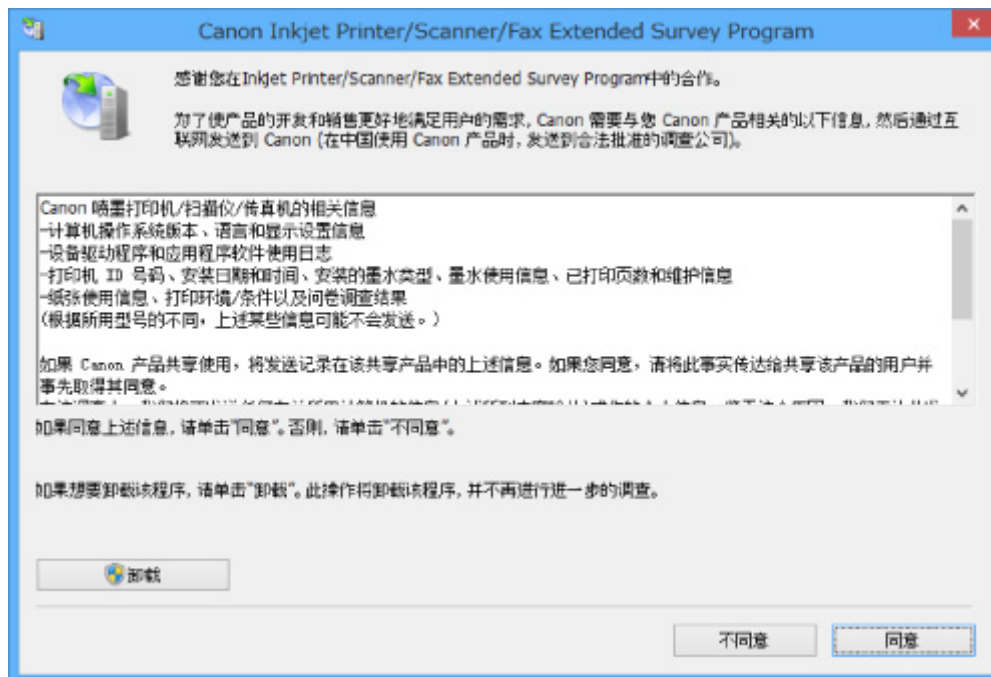 Canon Inkjet Printer/Scanner/Fax Extended Survey Program
感谢您在Inkjet Printer/Scanner/Fax Extended Survey Program中的合作。
为了使产品的开发和销售更好地满足用户的需求, Canon 需要与您 Canon 产品相关的以下信息, 然后通过互
联网发送到 Canon (在中国使用 Canon 产品时, 发送到合法批准的调查公司)。
Canon 喷墨打印机/扫描仪/传真机的相关信息
-计算机操作系统版本、语言和显示设置信息
-设备驱动程序和应用程序软件使用日志
-打印机 ID 号码、安装日期和时间、安装的墨水类型、墨水使用信息、已打印页数和维护信息
-纸张使用信息、打印环境/条件以及问卷调查结果
(根据所用型号的不同，上述某些信息可能不会发送。)
如果 Canon 产品共享使用，将发送记录在该共享产品中的上述信息。如果您同意，请将此事实传达给共享该产品的用户并
事先取得其同意。
如果同意上述信息, 请单击"同意"。否则, 请单击"不同意"。
如果想要卸载该程序, 请单击"卸载"。此操作将卸载该程序, 并不再进行进一步的调查。
卸载
不同意
同意